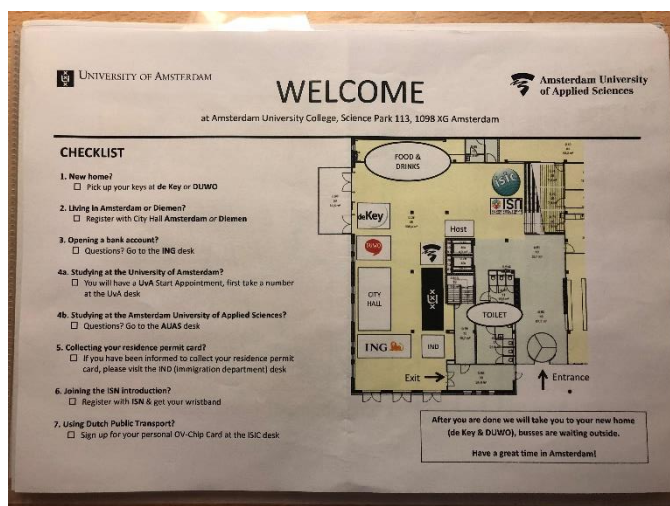 UNIVERSITY OF AMSTERDAM
WELCOME
Amsterdam University
of Applied Sciences
at Amsterdam University College, Science Park 113, 1098 XG Amsterdam
CHECKLIST
1. New home?
Pick up your keys at de Key or DUWO
2. Living in Amsterdam or Diemen?
Register with City Hall Amsterdam or Diemen
3. Opening a bank account?
Questions? Go to the ING desk
4a. Studying at the University of Amsterdam?
You will have a UvA Start Appointment, first take a number
at the UvA desk
4b. Studying at the Amsterdam University of Applied Sciences?
Questions? Go to the AUAS desk
5. Collecting your residence permit card?
If you have been informed to collect your residence permit
card, please visit the IND (immigration department) desk
6. Joining the ISN introduction?
Register with ISN & get your wristband
7. Using Dutch Public Transport?
Sign up for your personal OV-Chip Card at the ISIC desk
FOOD &
DRINKS
ISIC
ISN
deKey
Host
DUWO
CITY
HALL
TOILET
ING
IND
Exit
Entrance
After you are done we will take you to your new home
(de Key & DUWO), busses are waiting outside.
Have a great time in Amsterdam!